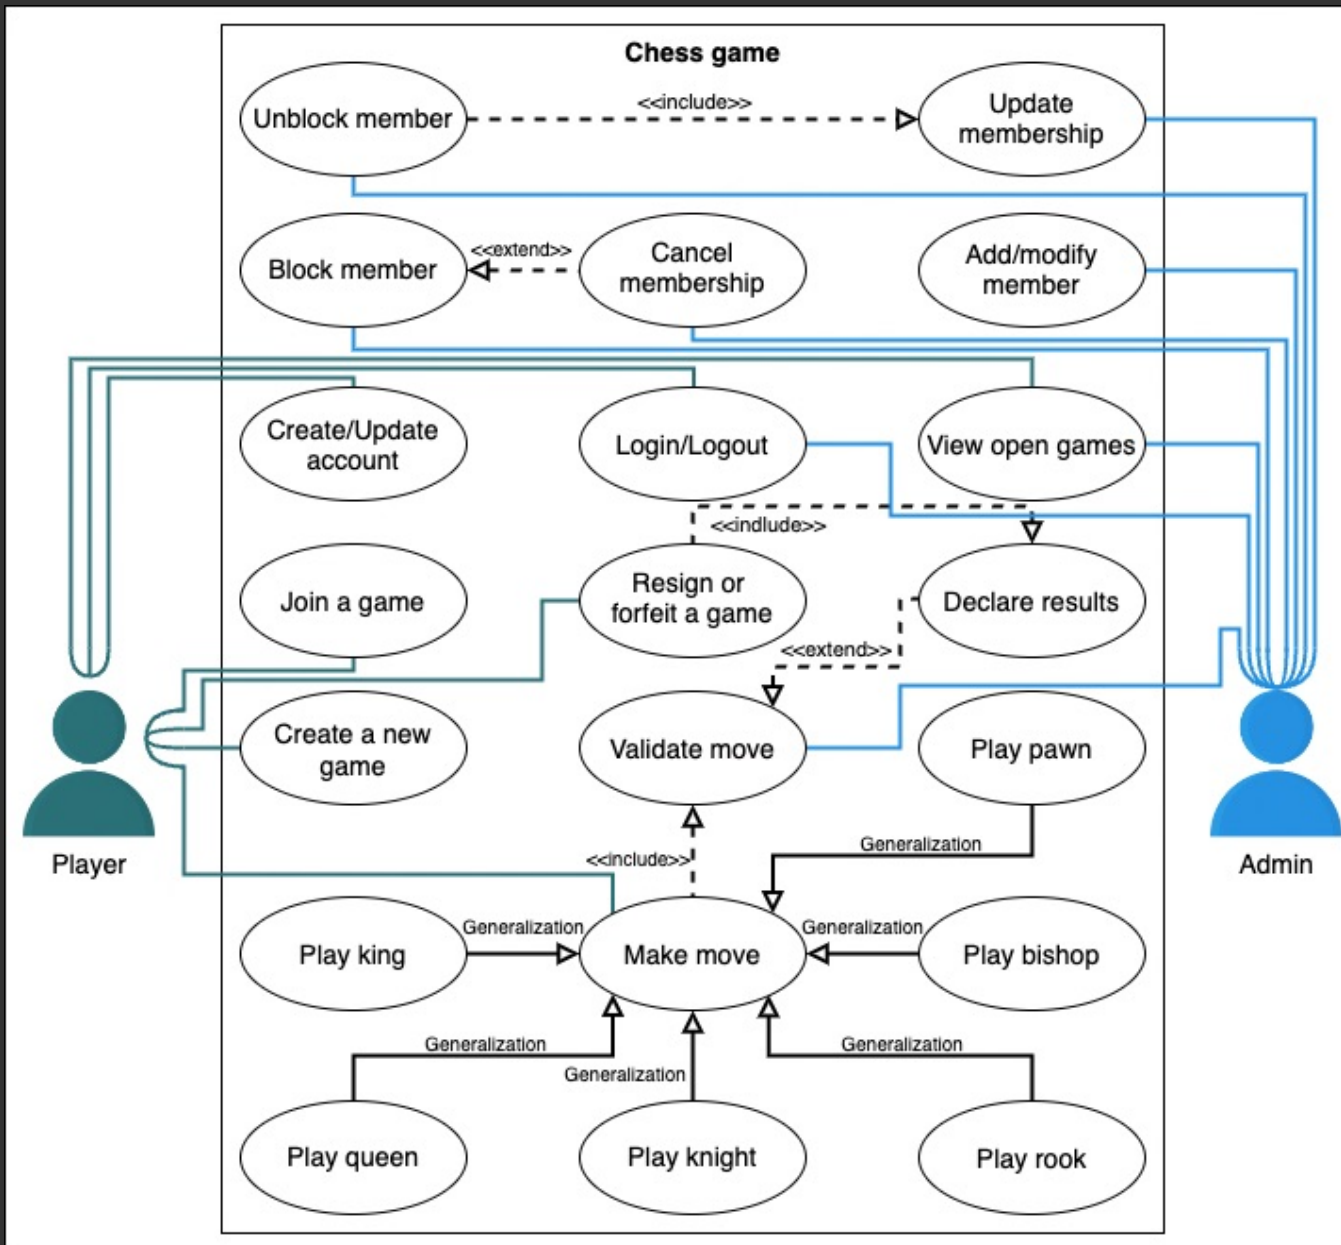 Chess game
Unblock member
<<include>>
Update
membership
Block member
<<extend>>
Cancel
membership
Add/modify
member
Create/Update
account
Login/Logout
View open games
<<indlude>>
Join a game
Resign or
forfeit a game
Declare results
<<extend>>
Create a new
game
Validate move
Play pawn
Player
Admin
<<include>>
Generalization
Play king
Generalization
Make move
Generalization
Play bishop
Generalization
Generalization
Generalization
Play queen
Play knight
Play rook